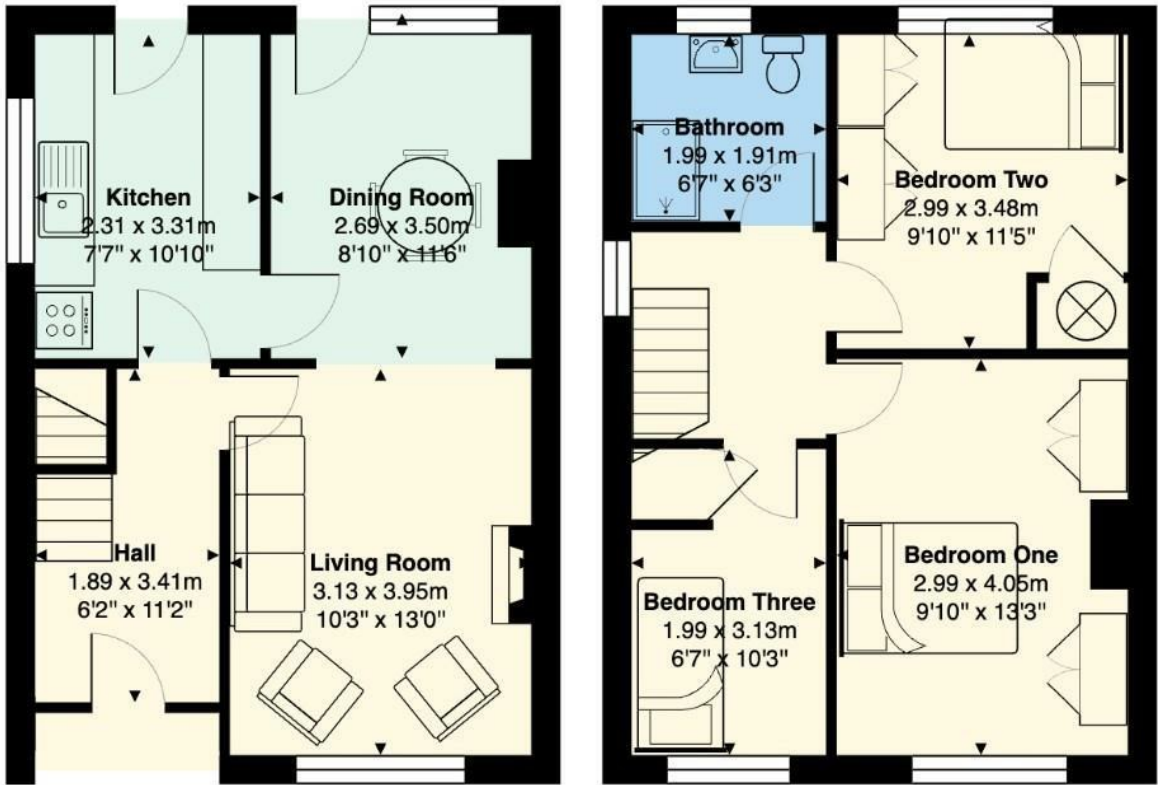 Kitchen
2.31 x 3.31m
7'7" x 10'10"
Dining Room
2.69 x 3.50m
8'10" x 11'6"
Hall
1.89 x 3.41m
6'2" x 11'2"
Living Room
3.13 x 3.95m
10'3" x 13'0"
Bathroom
1.99 x 1.91m
6'7" x 6'3"
Bedroom Two
2.99 x 3.48m
9'10" x 11'5"
Bedroom Three
1.99 x 3.13m
6'7" x 10'3"
Bedroom One
2.99 x 4.05m
9'10" x 13'3"